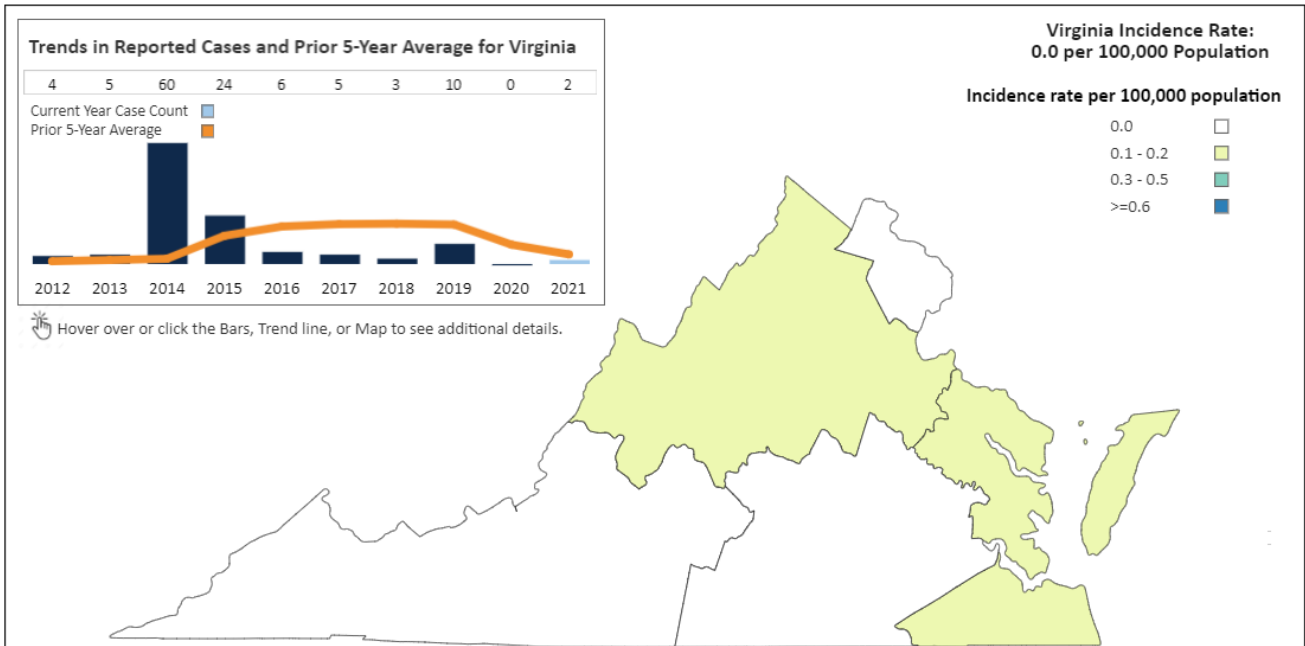 Trends in Reported Cases and Prior 5-Year Average for Virginia
4 5 60 24 6 5 3 10 0 2
Current Year Case Count
Prior 5-Year Average
2012 2013 2014 2015 2016 2017 2018 2019 2020 2021
Hover over or click the Bars, Trend line, or Map to see additional details.
Virginia Incidence Rate:
0.0 per 100,000 Population
Incidence rate per 100,000 population
0.0
0.1 - 0.2
0.3 - 0.5
>=0.6